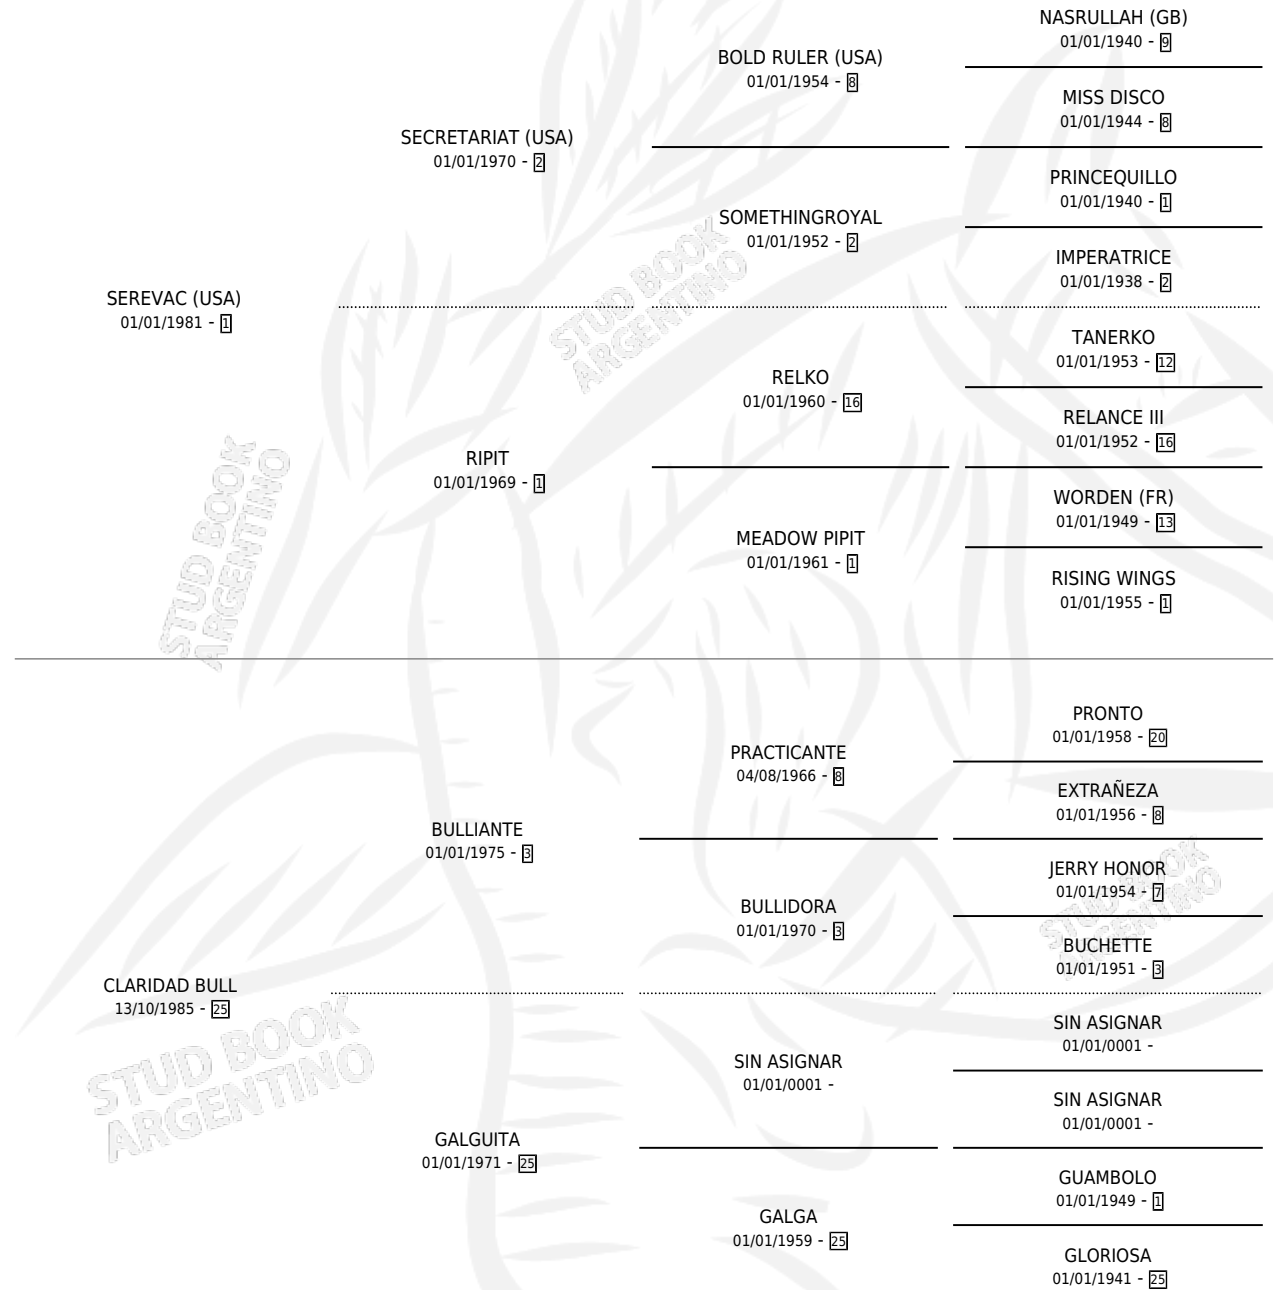 NASRULLAH (GB)
01/01/1940 - 9
BOLD RULER (USA)
01/01/1954 - 8
MISS DISCO
01/01/1944 - 8
SECRETARIAT (USA)
01/01/1970 - 2
PRINCEQUILLO
01/01/1940 - 1
SOMETHINGROYAL
01/01/1952 - 2
IMPERATRICE
01/01/1938 - 2
SEREVAC (USA)
01/01/1981 - 1
TANERKO
01/01/1953 - 12
RELKO
01/01/1960 - 16
RELANCE III
01/01/1952 - 16
RIPIT
01/01/1969 - 1
WORDEN (FR)
01/01/1949 - 13
MEADOW PIPIT
01/01/1961 - 1
RISING WINGS
01/01/1955 - 1
PRONTO
01/01/1958 - 20
PRACTICANTE
04/08/1966 - 8
EXTRAÑEZA
01/01/1956 - 8
BULLIANTE
01/01/1975 - 3
JERRY HONOR
01/01/1954 - 7
BULLIDORA
01/01/1970 - 3
BUCHETTE
01/01/1951 - 3
CLARIDAD BULL
13/10/1985 - 25
SIN ASIGNAR
01/01/0001 -
SIN ASIGNAR
01/01/0001 -
SIN ASIGNAR
01/01/0001 -
GALGUITA
01/01/1971 - 25
GUAMBOLO
01/01/1949 - 1
GALGA
01/01/1959 - 25
GLORIOSA
01/01/1941 - 25
STUD BOOK
ARGENTINO
STUD BOOK
ARGENTINO
STUD BOOK
ARGENTINO
STUD BOOK
ARGENTINO